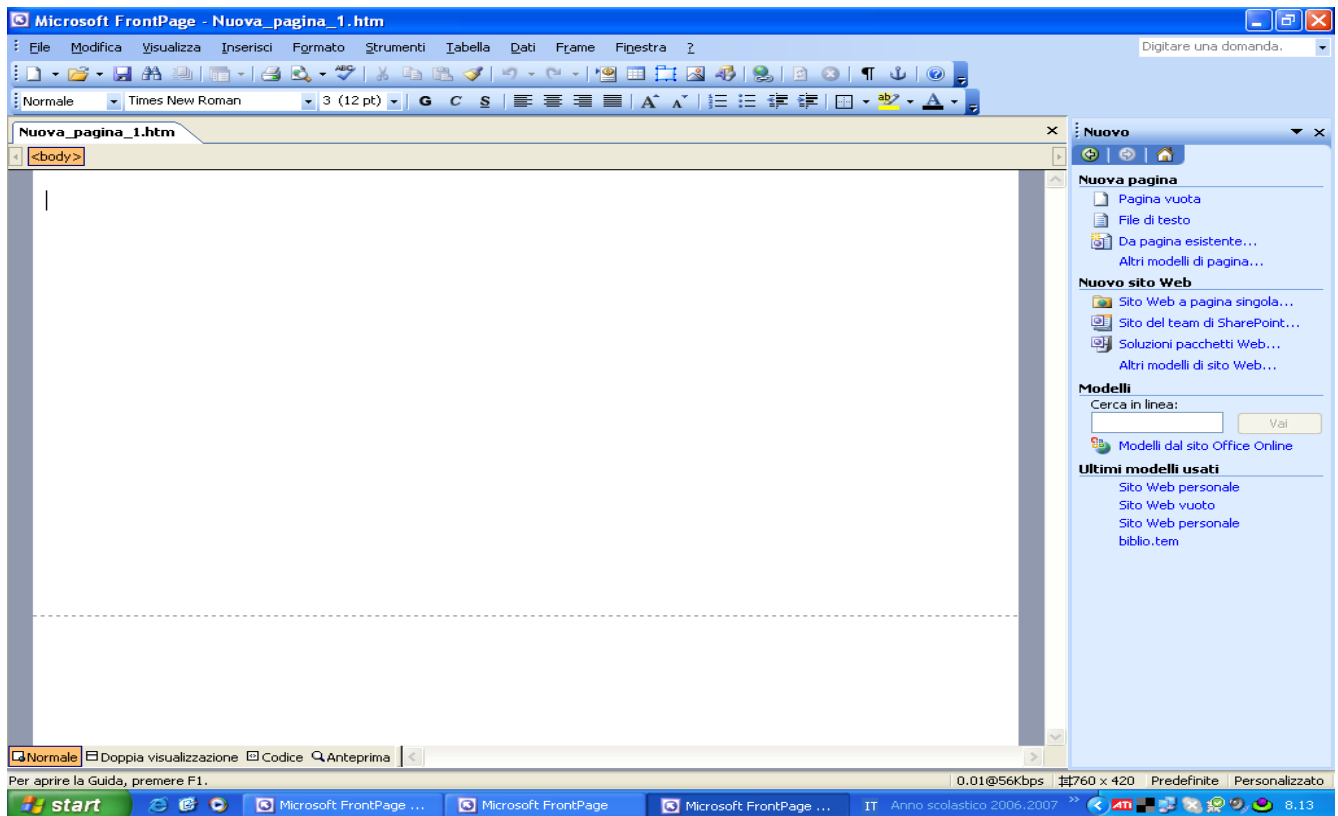 Microsoft FrontPage - Nuova_pagina_1.htm
File Modifica Visualizza Inserisci Formato Strumenti Tabella Dati Frame Finestra ? Digitare una domanda.
Normale Times New Roman 3 (12 pt) G C S
Nuova_pagina_1.htm
<body>
Nuovo
Nuova pagina
Pagina vuota
File di testo
Da pagina esistente...
Altri modelli di pagina...
Nuovo sito Web
Sito Web a pagina singola...
Sito del team di SharePoint...
Soluzioni pacchetti Web...
Altri modelli di sito Web...
Modelli
Cerca in linea:
Vai
Modelli dal sito Office Online
Ultimi modelli usati
Sito Web personale
Sito Web vuoto
Sito Web personale
biblio.tem
Normale Doppia visualizzazione Codice Anteprima
Per aprire la Guida, premere F1. 0.01@56Kbps 760 x 420 Predefinite Personalizzato
start Microsoft FrontPage ... Microsoft FrontPage Microsoft FrontPage ... IT Anno scolastico 2006.2007 ATI 8.13